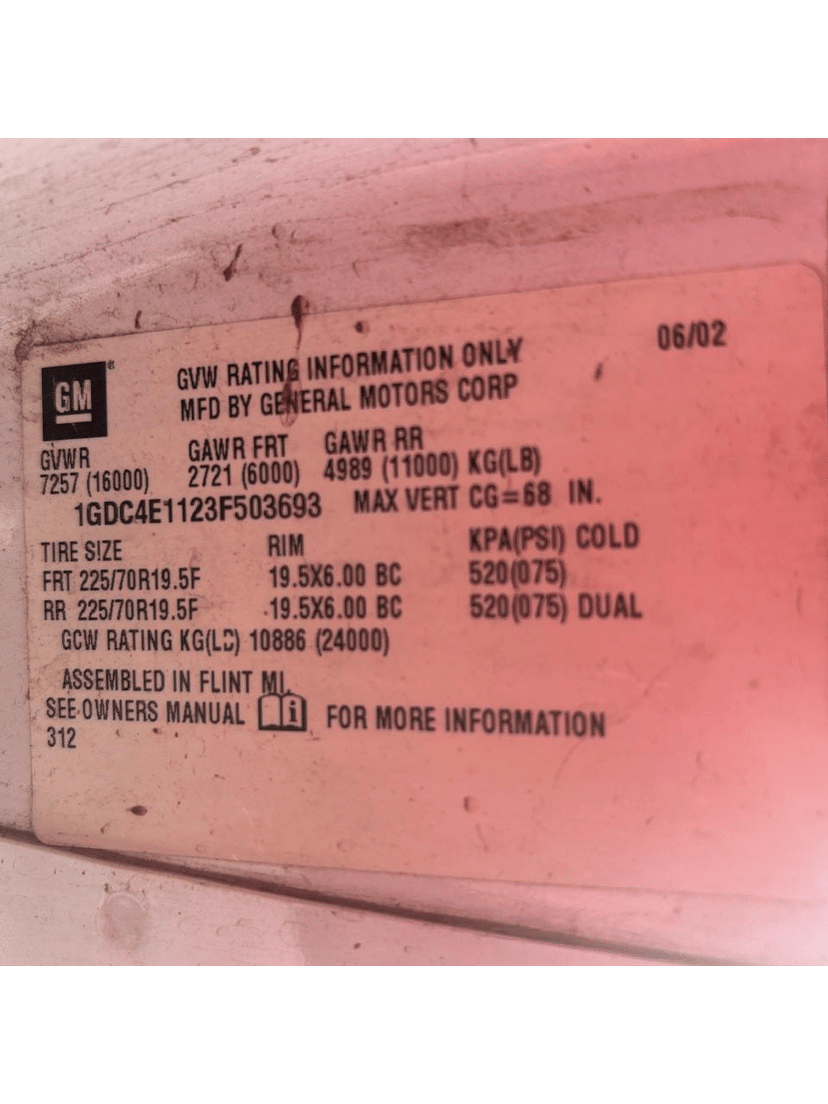 GM® GVW RATING INFORMATION ONLY 06/02
MFD BY GENERAL MOTORS CORP
GVWR GAWR FRT GAWR RR
7257 (16000) 2721 (6000) 4989 (11000) KG(LB)
1GDC4E1123F503693 MAX VERT CG=68 IN.
TIRE SIZE RIM KPA(PSI) COLD
FRT 225/70R19.5F 19.5X6.00 BC 520(075)
RR 225/70R19.5F 19.5X6.00 BC 520(075) DUAL
GCW RATING KG(LB) 10886 (24000)
ASSEMBLED IN FLINT MI.
SEE OWNERS MANUAL i FOR MORE INFORMATION
312